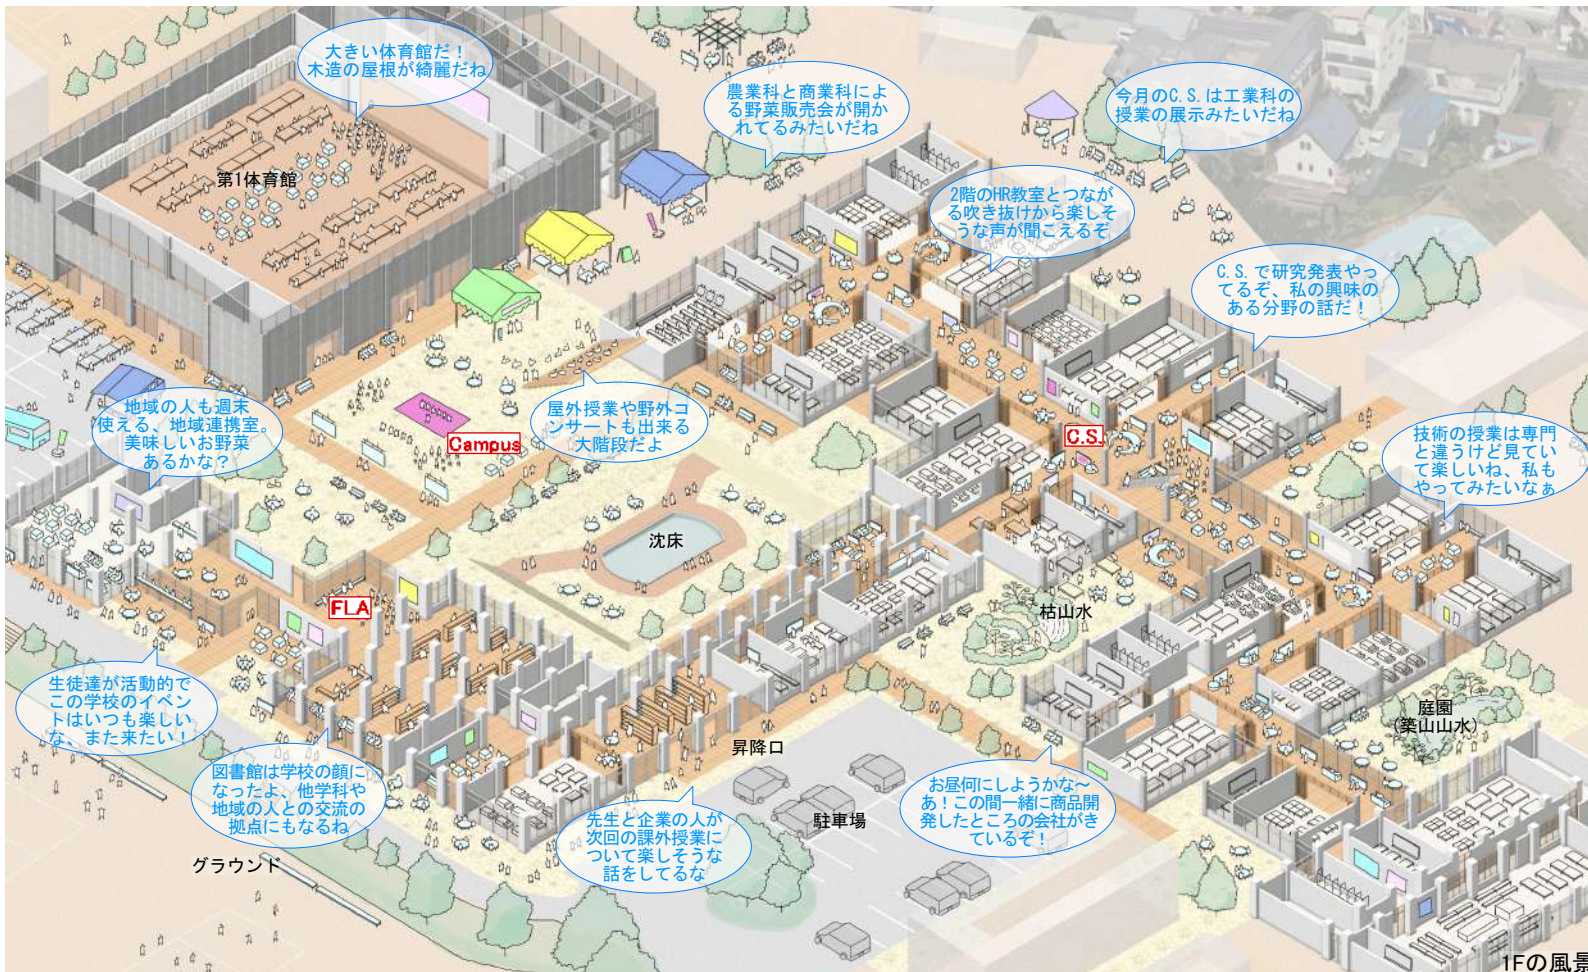 大きい体育館だ！
木造の屋根が綺麗だね
農業科と商業科によ
る野菜販売会が開か
れてるみたいだね
今月のC.S.は工業科の
授業の展示みたいだね
第1体育館
2階のHR教室とつなが
る吹き抜けから楽しそ
うな声が聞こえるぞ
C.S.で研究発表やっ
てるぞ、私の興味の
ある分野の話だ！
地域の人も週末
使える、地域連携室。
美味しいお野菜
あるかな？
屋外授業や野外コ
ンサートも出来る
大階段だよ
Campus
C.S.
技術の授業は専門
と違うけど見てい
て楽しいね、私も
やってみたいなぁ
沈床
FLA
枯山水
生徒達が活動的で
この学校のイベン
トはいつも楽しい
な、また来たい！
庭園
(築山山水)
昇降口
図書館は学校の顔に
なったよ、他学科や
地域の人との交流の
拠点にもなるね
お昼何にしようかな～
あ！この間一緒に商品開
発したところの会社がき
ているぞ！
先生と企業の人が
次回の課外授業に
ついて楽しそうな
話をしてるな
駐車場
グラウンド
1Fの風景